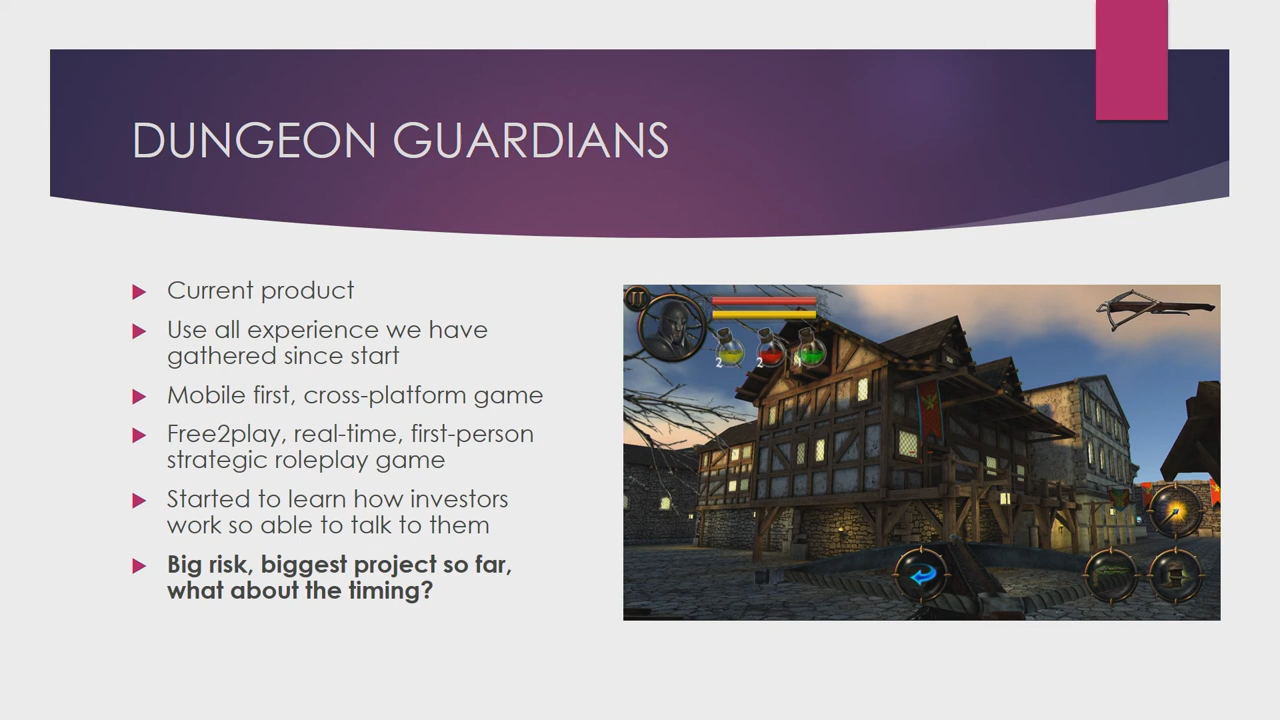 DUNGEON GUARDIANS
Current product
Use all experience we have
gathered since start
Mobile first, cross-platform game
Free2play, real-time, first-person
strategic roleplay game
Started to learn how investors
work so able to talk to them
Big risk, biggest project so far,
what about the timing?
2
2